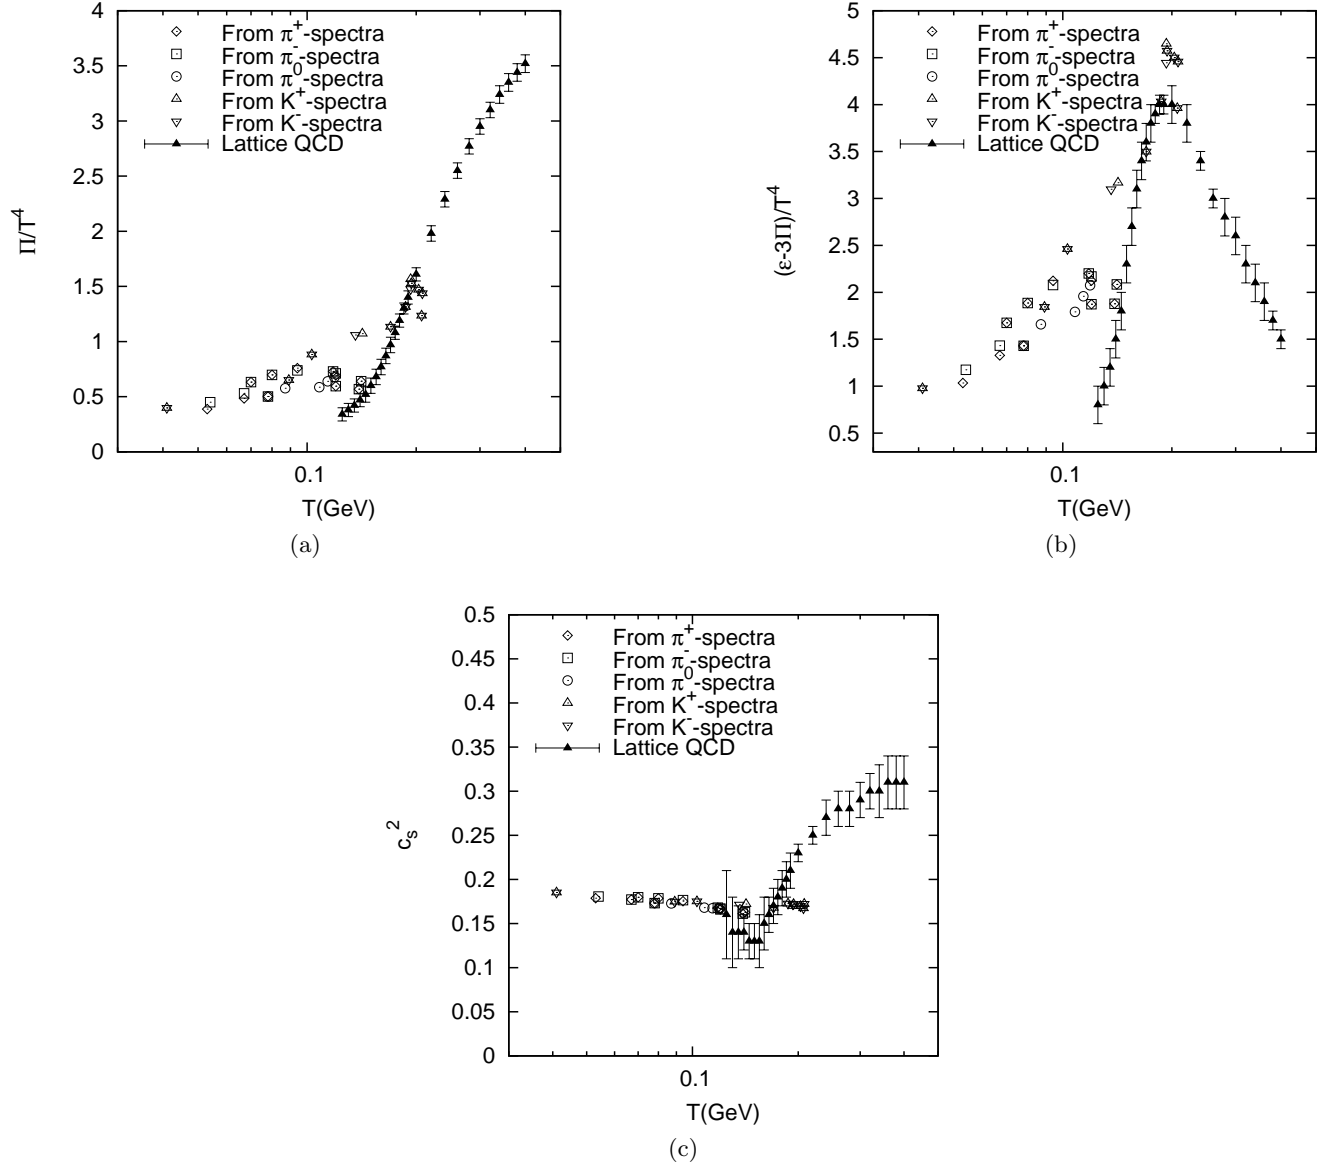 4
3.5
3
2.5
2
1.5
1
0.5
0
Π/T⁴
From π⁺-spectra
From π⁻-spectra
From π⁰-spectra
From K⁺-spectra
From K⁻-spectra
Lattice QCD
0.1
T(GeV)
(a)
5
4.5
4
3.5
3
2.5
2
1.5
1
0.5
(ε-3Π)/T⁴
From π⁺-spectra
From π⁻-spectra
From π⁰-spectra
From K⁺-spectra
From K⁻-spectra
Lattice QCD
0.1
T(GeV)
(b)
0.5
0.45
0.4
0.35
0.3
0.25
0.2
0.15
0.1
0.05
0
cₛ²
From π⁺-spectra
From π⁻-spectra
From π⁰-spectra
From K⁺-spectra
From K⁻-spectra
Lattice QCD
0.1
T(GeV)
(c)